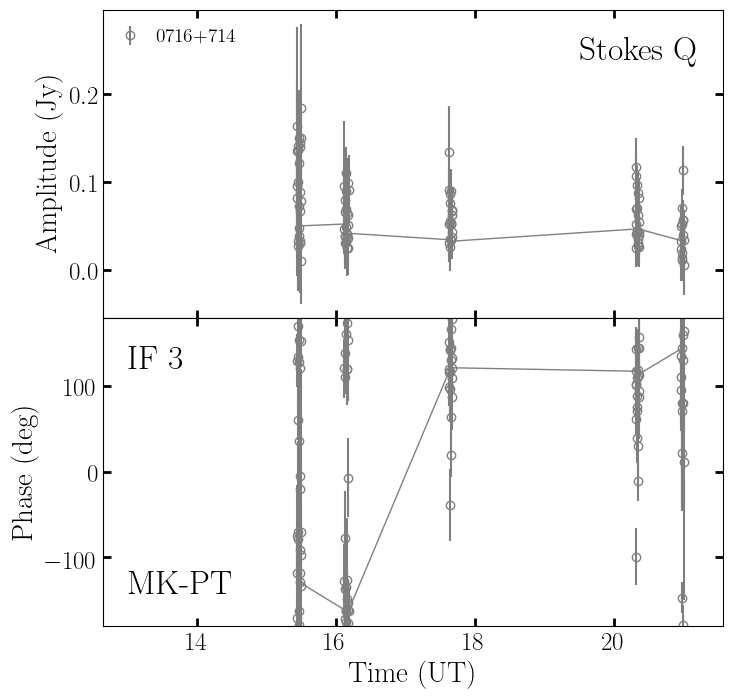 0716+714
Stokes Q
Amplitude (Jy)
0.2
0.1
0.0
IF 3
Phase (deg)
100
0
−100
MK-PT
14 16 18 20
Time (UT)